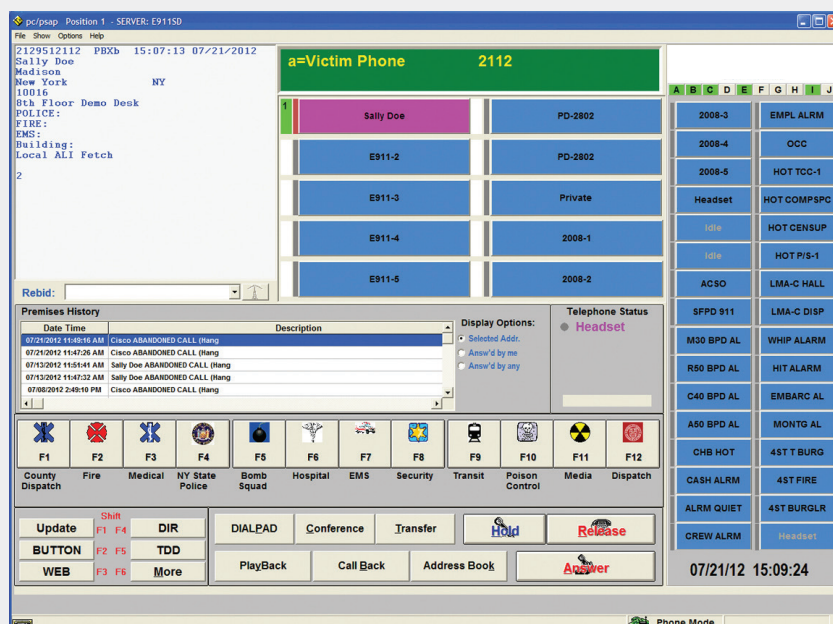 pc/psap Position 1 - SERVER: E911SD
File Show Options Help
2129512112 PBXb 15:07:13 07/21/2012
Sally Doe
Madison
New York NY
10016
8th Floor Demo Desk
POLICE:
FIRE:
EMS:
Building:
Local ALI Fetch
2
Rebid:
a=Victim Phone 2112
1
Sally Doe PD-2802
E911-2 PD-2802
E911-3 Private
E911-4 2008-1
E911-5 2008-2
A B C D E F G H I J
2008-3 EMPL ALRM
2008-4 OCC
2008-5 HOT TCC-1
Headset HOT COMPSPC
Idle HOT CENSUP
Idle HOT P/S-1
ACSO LMA-C HALL
SFPD 911 LMA-C DISP
M30 BPD AL WHIP ALARM
R50 BPD AL HIT ALARM
C40 BPD AL EMBARC AL
A50 BPD AL MONTG AL
CHB HOT 4ST T BURG
CASH ALRM 4ST FIRE
ALRM QUIET 4ST BURGLR
CREW ALRM Headset
07/21/12 15:09:24
Premises History
Date Time Description
07/21/2012 11:49:16 AM Cisco ABANDONED CALL (Hang
07/21/2012 11:47:26 AM Cisco ABANDONED CALL (Hang
07/13/2012 11:51:41 AM Sally Doe ABANDONED CALL (Hang
07/13/2012 11:47:32 AM Sally Doe ABANDONED CALL (Hang
07/08/2012 2:49:10 PM Cisco ABANDONED CALL (Hang
Display Options:
Selected Addr.
Answ'd by me
Answ'd by any
Telephone Status
Headset
F1 F2 F3 F4 F5 F6 F7 F8 F9 F10 F11 F12
County Dispatch
Fire
Medical
NY State Police
Bomb Squad
Hospital
EMS
Security
Transit
Poison Control
Media
Dispatch
Shift
Update F1 F4 DIR
BUTTON F2 F5 TDD
WEB F3 F6 More
DIALPAD Conference Transfer Hold Release
PlayBack Call Back Address Book Answer
Phone Mode